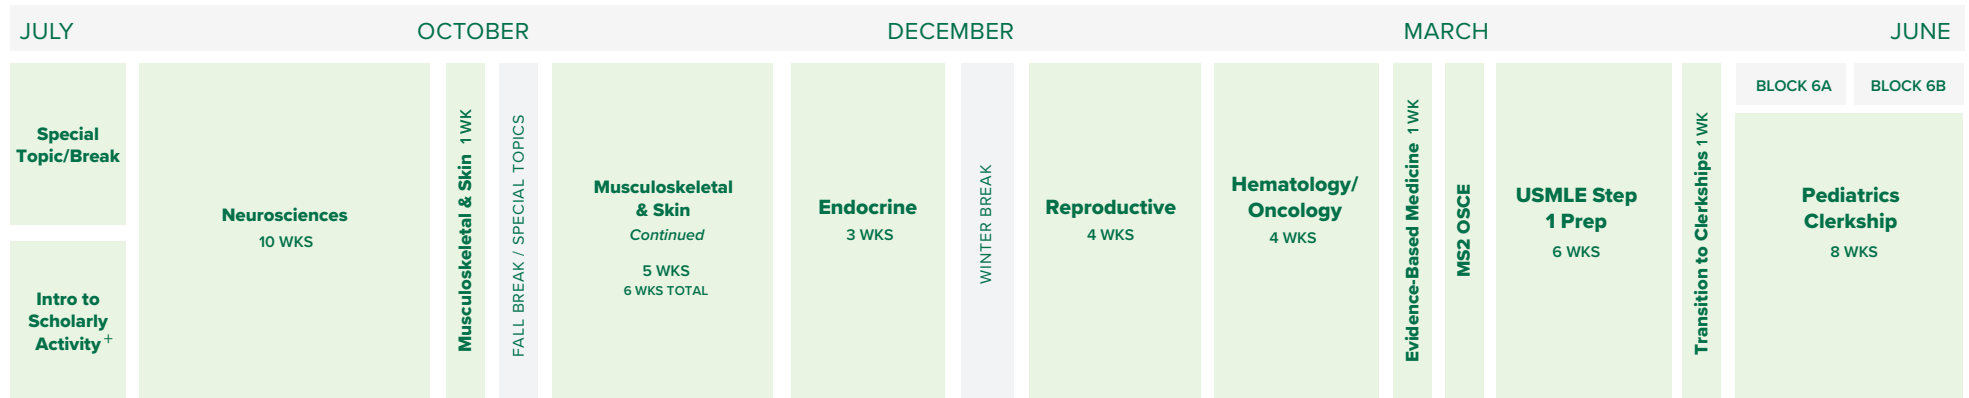 JULY
OCTOBER
DECEMBER
MARCH
JUNE
Special
Topic/Break
Intro to
Scholarly
Activity+
Neurosciences
10 WKS
Musculoskeletal & Skin 1 WK
FALL BREAK / SPECIAL TOPICS
Musculoskeletal
& Skin
Continued
5 WKS
6 WKS TOTAL
Endocrine
3 WKS
WINTER BREAK
Reproductive
4 WKS
Hematology/
Oncology
4 WKS
Evidence-Based Medicine 1 WK
MS2 OSCE
USMLE Step
1 Prep
6 WKS
Transition to Clerkships 1 WK
BLOCK 6A
BLOCK 6B
Pediatrics
Clerkship
8 WKS